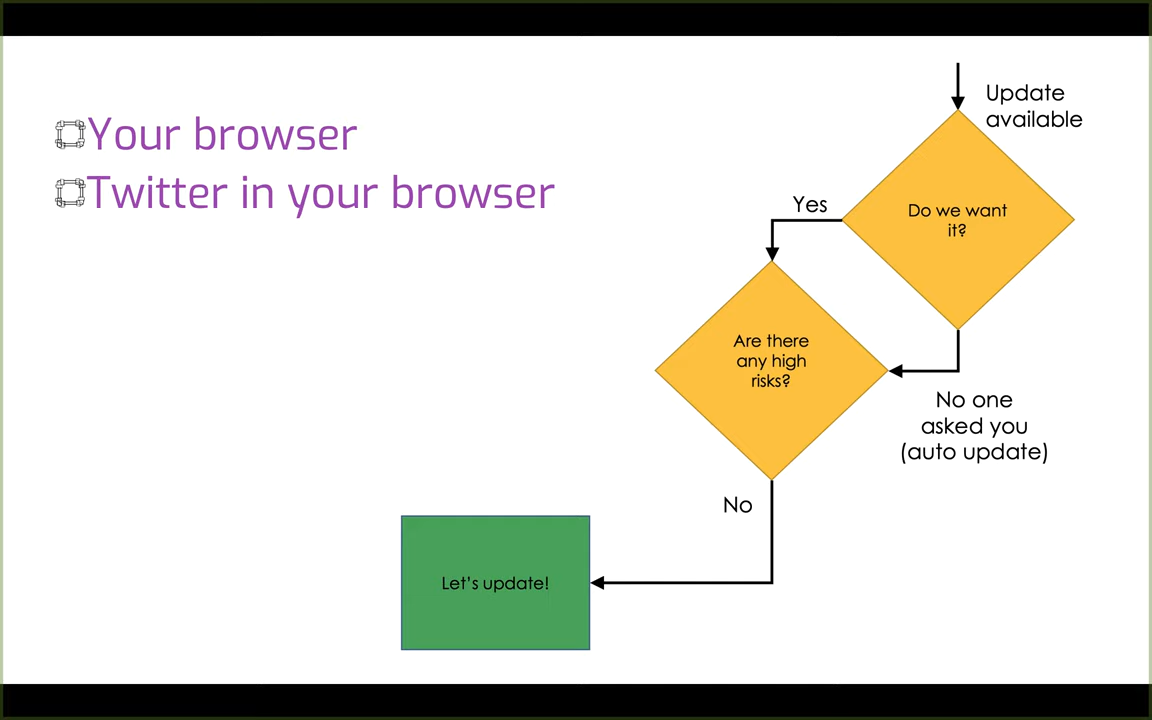 Your browser
Twitter in your browser
Update
available
Do we want
it?
Yes
Are there
any high
risks?
No one
asked you
(auto update)
No
Let's update!